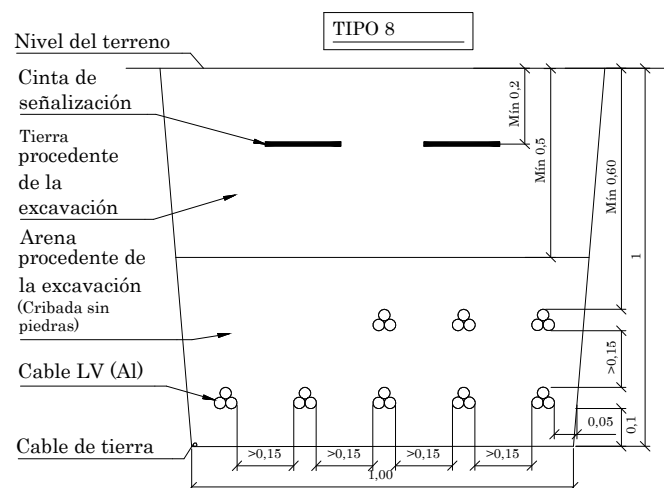 TIPO 8
Nivel del terreno
Cinta de
señalización
Tierra
procedente
de la
excavación
Arena
procedente de
la excavación
(Cribada sin
piedras)
Cable LV (Al)
Cable de tierra
Mín 0,2
Mín 0,5
Mín 0,60
1
>0,15
0,1
0,05
>0,15
>0,15
>0,15
>0,15
1,00